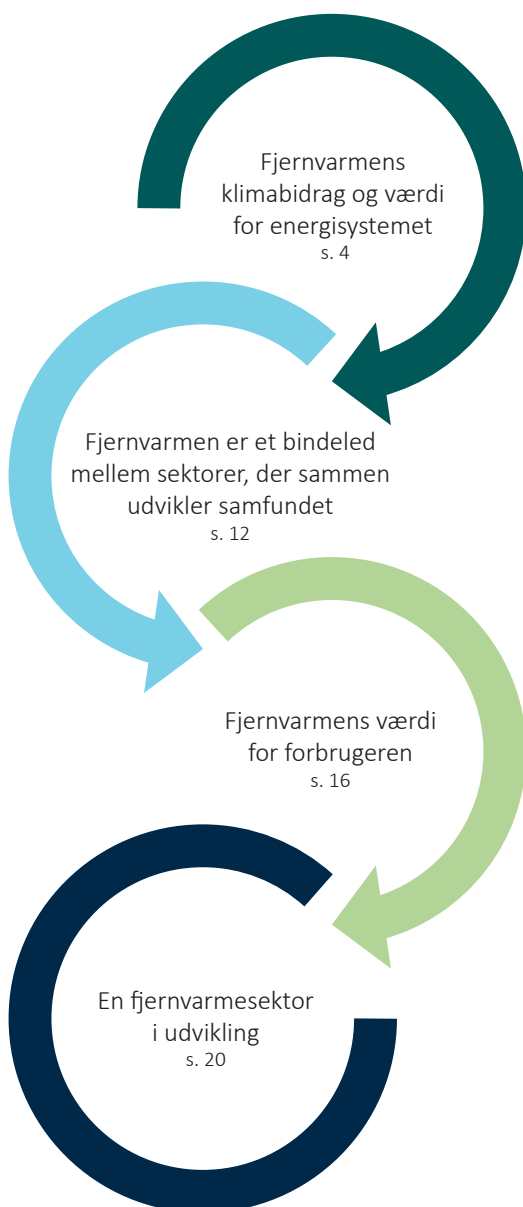 Fjernvarmens
klimabidrag og værdi
for energisystemet
s. 4
Fjernvarmen er et bindeled
mellem sektorer, der sammen
udvikler samfundet
s. 12
Fjernvarmens værdi
for forbrugeren
s. 16
En fjernvarmesektor
i udvikling
s. 20